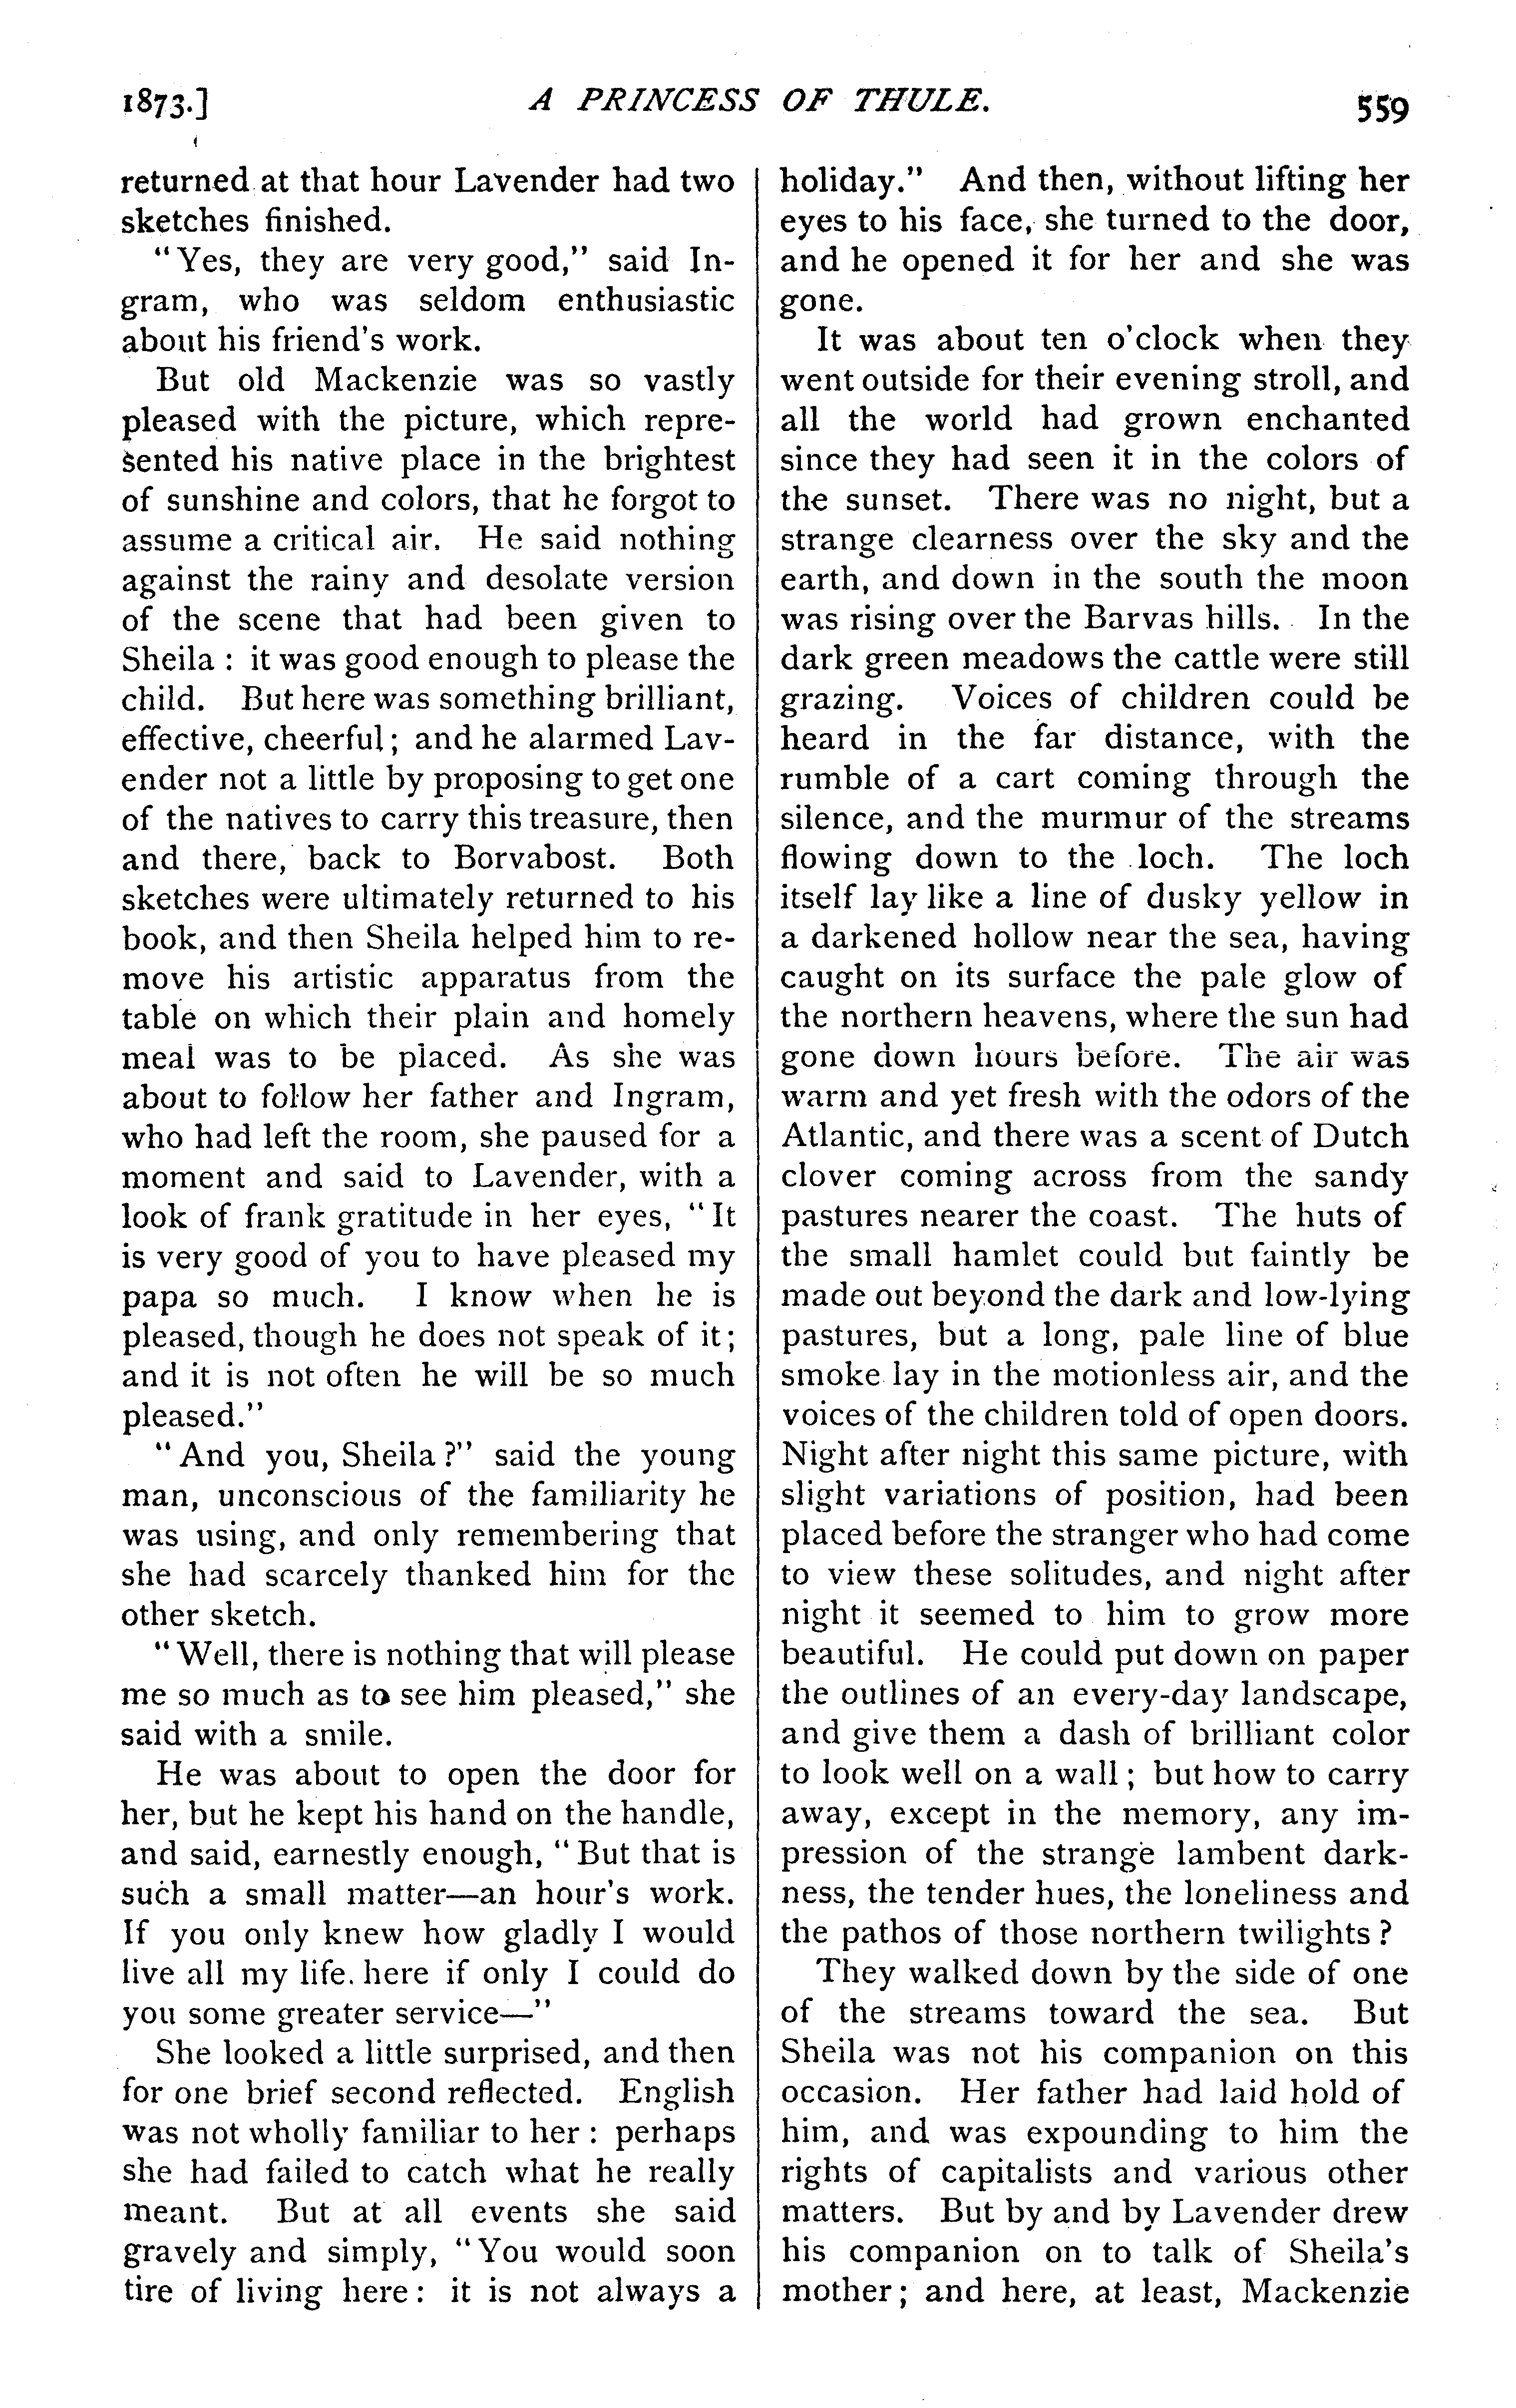 1873.]
A PRINCESS OF THULE.
559
returned at that hour Lavender had two
sketches finished.
"Yes, they are very good," said In-
gram, who was seldom enthusiastic
about his friend's work.
But old Mackenzie was so vastly
pleased with the picture, which repre-
sented his native place in the brightest
of sunshine and colors, that he forgot to
assume a critical air. He said nothing
against the rainy and desolate version
of the scene that had been given to
Sheila : it was good enough to please the
child. But here was something brilliant,
effective, cheerful ; and he alarmed Lav-
ender not a little by proposing to get one
of the natives to carry this treasure, then
and there, back to Borvabost. Both
sketches were ultimately returned to his
book, and then Sheila helped him to re-
move his artistic apparatus from the
table on which their plain and homely
meal was to be placed. As she was
about to follow her father and Ingram,
who had left the room, she paused for a
moment and said to Lavender, with a
look of frank gratitude in her eyes, "It
is very good of you to have pleased my
papa so much. I know when he is
pleased, though he does not speak of it ;
and it is not often he will be so much
pleased."
"And you, Sheila ?" said the young
man, unconscious of the familiarity he
was using, and only remembering that
she had scarcely thanked him for the
other sketch.
"Well, there is nothing that will please
me so much as to see him pleased," she
said with a smile.
He was about to open the door for
her, but he kept his hand on the handle,
and said, earnestly enough, "But that is
such a small matter—an hour's work.
If you only knew how gladly I would
live all my life here if only I could do
you some greater service—"
She looked a little surprised, and then
for one brief second reflected. English
was not wholly familiar to her : perhaps
she had failed to catch what he really
meant. But at all events she said
gravely and simply, "You would soon
tire of living here : it is not always a
holiday." And then, without lifting her
eyes to his face, she turned to the door,
and he opened it for her and she was
gone.
It was about ten o'clock when they
went outside for their evening stroll, and
all the world had grown enchanted
since they had seen it in the colors of
the sunset. There was no night, but a
strange clearness over the sky and the
earth, and down in the south the moon
was rising over the Barvas hills. In the
dark green meadows the cattle were still
grazing. Voices of children could be
heard in the far distance, with the
rumble of a cart coming through the
silence, and the murmur of the streams
flowing down to the loch. The loch
itself lay like a line of dusky yellow in
a darkened hollow near the sea, having
caught on its surface the pale glow of
the northern heavens, where the sun had
gone down hours before. The air was
warm and yet fresh with the odors of the
Atlantic, and there was a scent of Dutch
clover coming across from the sandy
pastures nearer the coast. The huts of
the small hamlet could but faintly be
made out beyond the dark and low-lying
pastures, but a long, pale line of blue
smoke lay in the motionless air, and the
voices of the children told of open doors.
Night after night this same picture, with
slight variations of position, had been
placed before the stranger who had come
to view these solitudes, and night after
night it seemed to him to grow more
beautiful. He could put down on paper
the outlines of an every-day landscape,
and give them a dash of brilliant color
to look well on a wall ; but how to carry
away, except in the memory, any im-
pression of the strange lambent dark-
ness, the tender hues, the loneliness and
the pathos of those northern twilights ?
They walked down by the side of one
of the streams toward the sea. But
Sheila was not his companion on this
occasion. Her father had laid hold of
him, and was expounding to him the
rights of capitalists and various other
matters. But by and by Lavender drew
his companion on to talk of Sheila's
mother ; and here, at least, Mackenzie